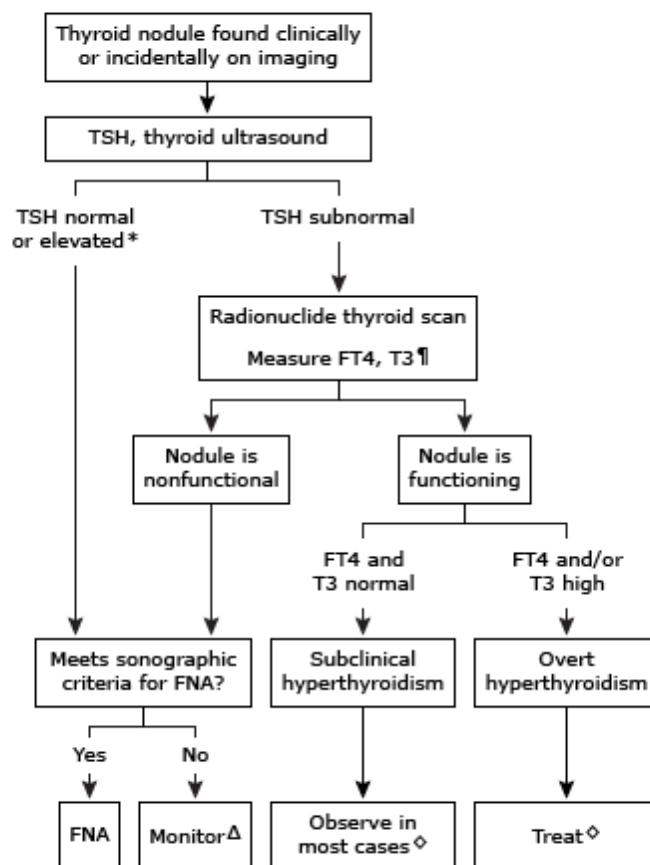 Thyroid nodule found clinically
or incidentally on imaging
TSH, thyroid ultrasound
TSH normal
or elevated*
TSH subnormal
Radionuclide thyroid scan
Measure FT4, T3¶
Nodule is
nonfunctional
Nodule is
functioning
FT4 and
T3 normal
FT4 and/or
T3 high
Meets sonographic
criteria for FNA?
Subclinical
hyperthyroidism
Overt
hyperthyroidism
Yes
No
FNA
MonitorΔ
Observe in
most cases◇
Treat◇